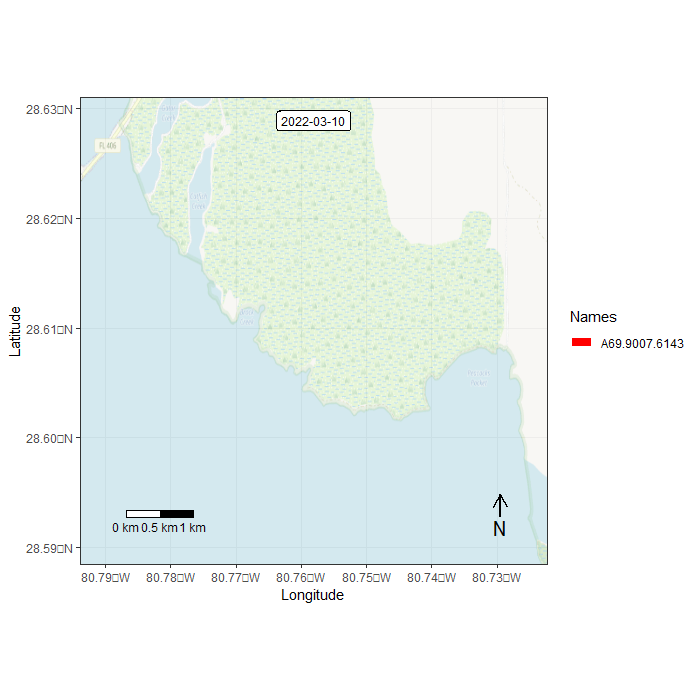 2022-03-10
FL 406
28.63□N
28.62□N
28.61□N
28.60□N
28.59□N
Latitude
0 km 0.5 km 1 km
N
80.79□W 80.78□W 80.77□W 80.76□W 80.75□W 80.74□W 80.73□W
Longitude
Names
A69.9007.6143